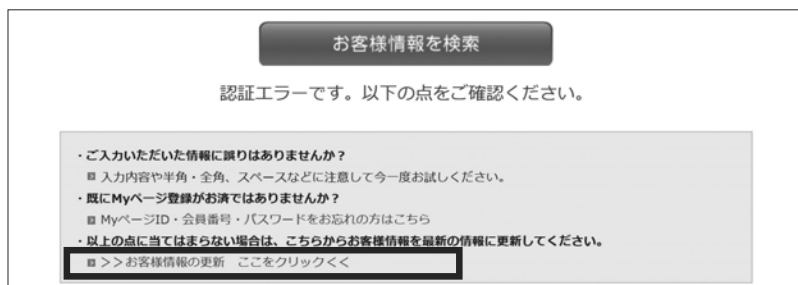 お客様情報を検索
認証エラーです。以下の点をご確認ください。
・ご入力いただいた情報に誤りはありませんか？
入力内容や半角・全角、スペースなどに注意して今一度お試しください。
・既にMyページ登録がお済ではありませんか？
MyページID・会員番号・パスワードをお忘れの方はこちら
・以上の点に当てはまらない場合は、こちらからお客様情報を最新の情報に更新してください。
>>お客様情報の更新　ここをクリック<<